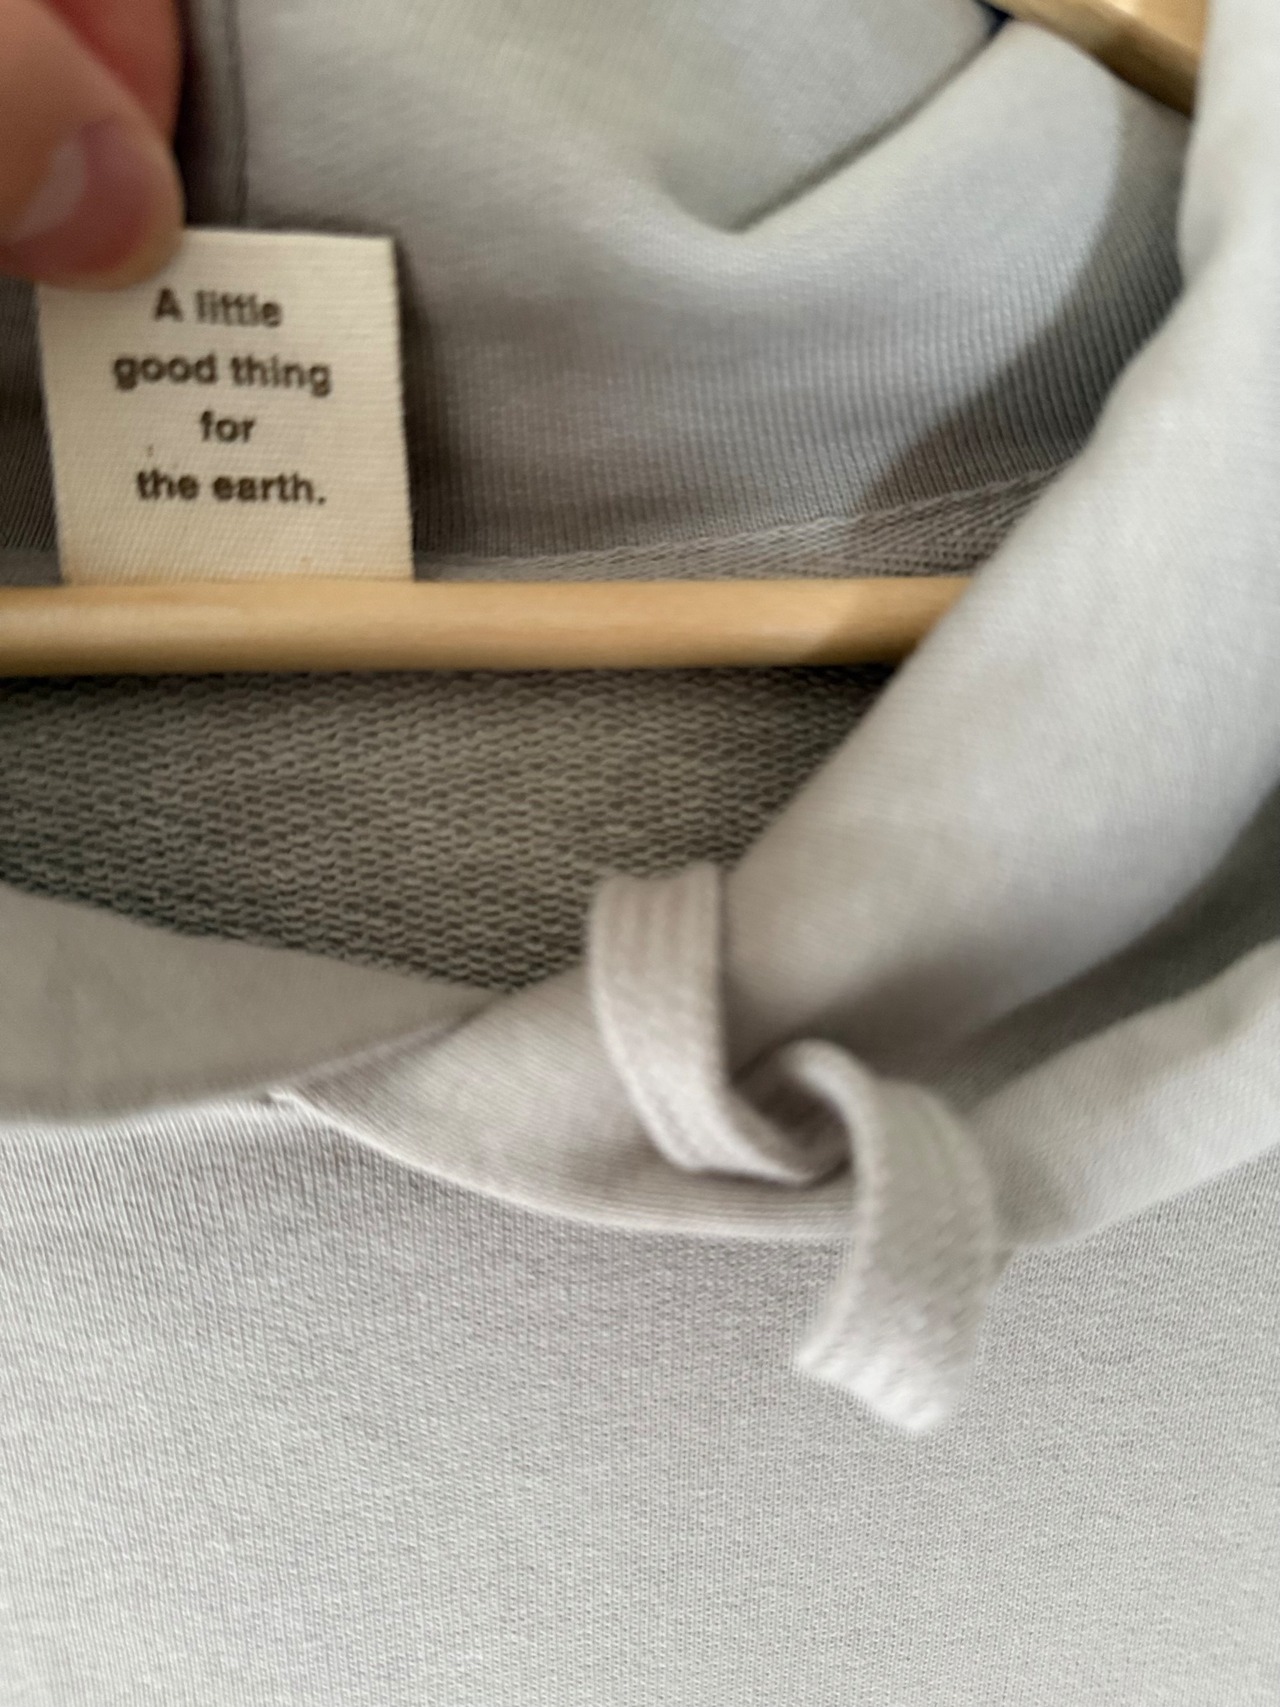 A little
good thing
for
the earth.